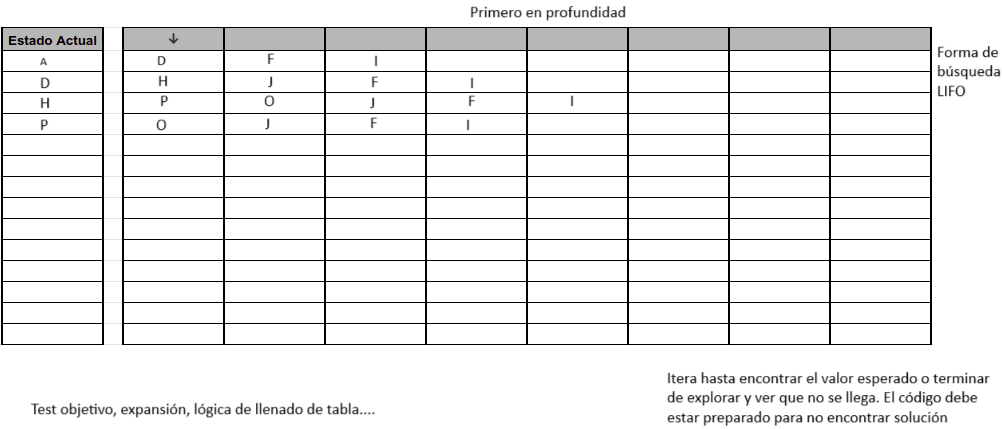 Primero en profundidad
Estado Actual ↓
A D F I
D H J F I
H P O J F I
P O J F I
Forma de
búsqueda
LIFO
Test objetivo, expansión, lógica de llenado de tabla....
Itera hasta encontrar el valor esperado o terminar
de explorar y ver que no se llega. El código debe
estar preparado para no encontrar solución